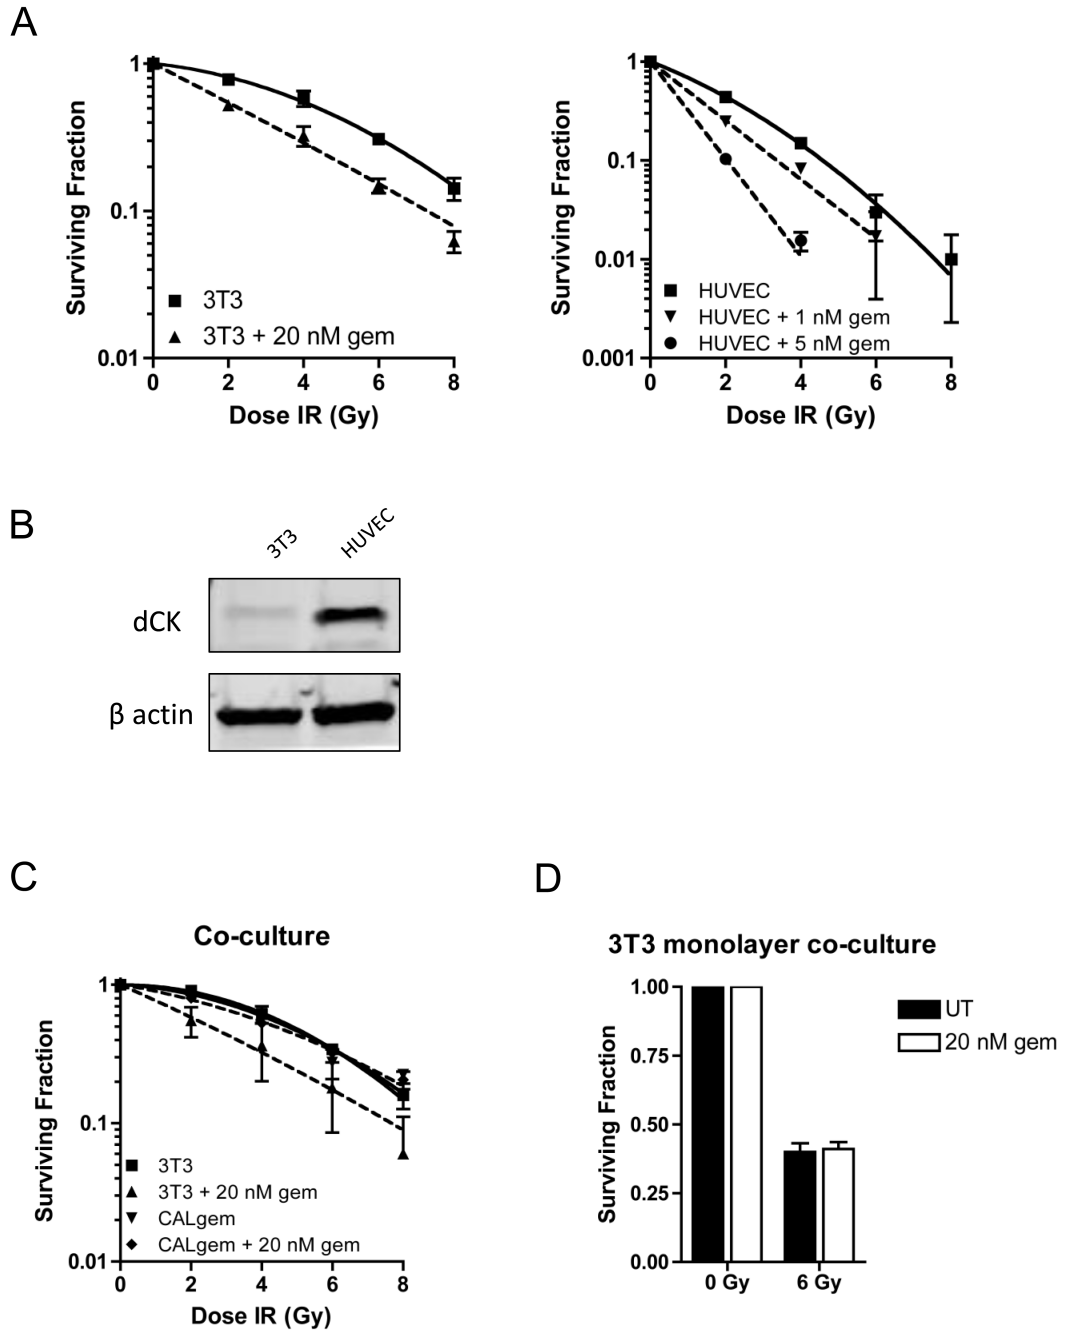 A
1
0.1
0.01
Surviving Fraction
3T3
3T3 + 20 nM gem
0 2 4 6 8
Dose IR (Gy)
1
0.1
0.01
0.001
Surviving Fraction
HUVEC
HUVEC + 1 nM gem
HUVEC + 5 nM gem
0 2 4 6 8
Dose IR (Gy)
B
3T3 HUVEC
dCK
β actin
C
Co-culture
1
0.1
0.01
Surviving Fraction
3T3
3T3 + 20 nM gem
CALgem
CALgem + 20 nM gem
0 2 4 6 8
Dose IR (Gy)
D
3T3 monolayer co-culture
1.00
0.75
0.50
0.25
0.00
Surviving Fraction
UT
20 nM gem
0 Gy 6 Gy